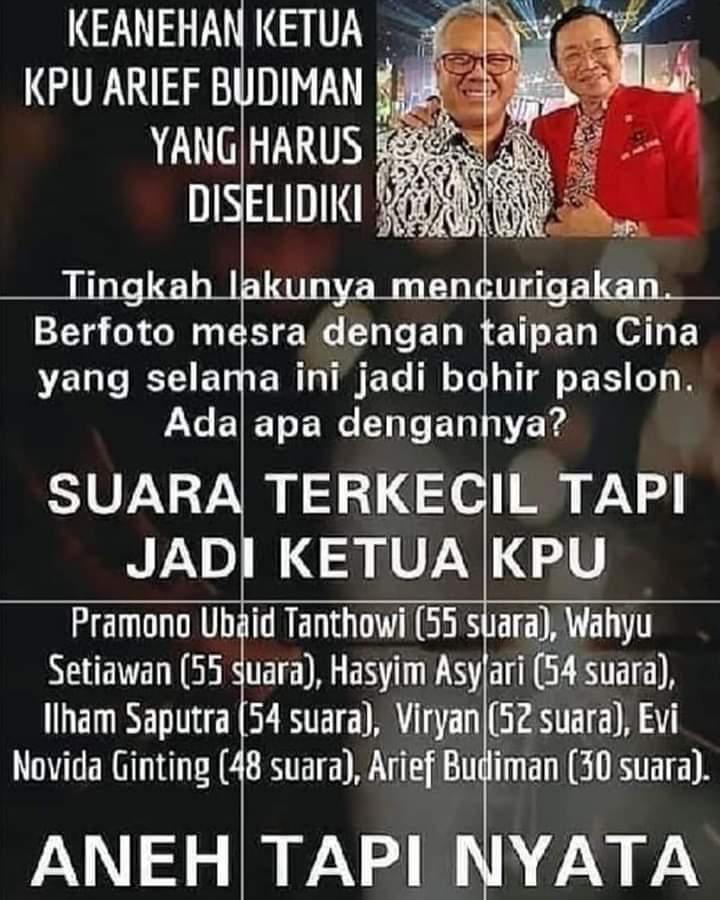 KEANEHAN KETUA
KPU ARIEF BUDIMAN
YANG HARUS
DISELIDIKI
Tingkah lakunya mencurigakan.
Berfoto mesra dengan taipan Cina
yang selama ini jadi bohir paslon.
Ada apa dengannya?
SUARA TERKECIL TAPI
JADI KETUA KPU
Pramono Ubaid Tanthowi (55 suara), Wahyu
Setiawan (55 suara), Hasyim Asy'ari (54 suara),
Ilham Saputra (54 suara), Viryan (52 suara), Evi
Novida Ginting (48 suara), Arief Budiman (30 suara).
ANEH TAPI NYATA